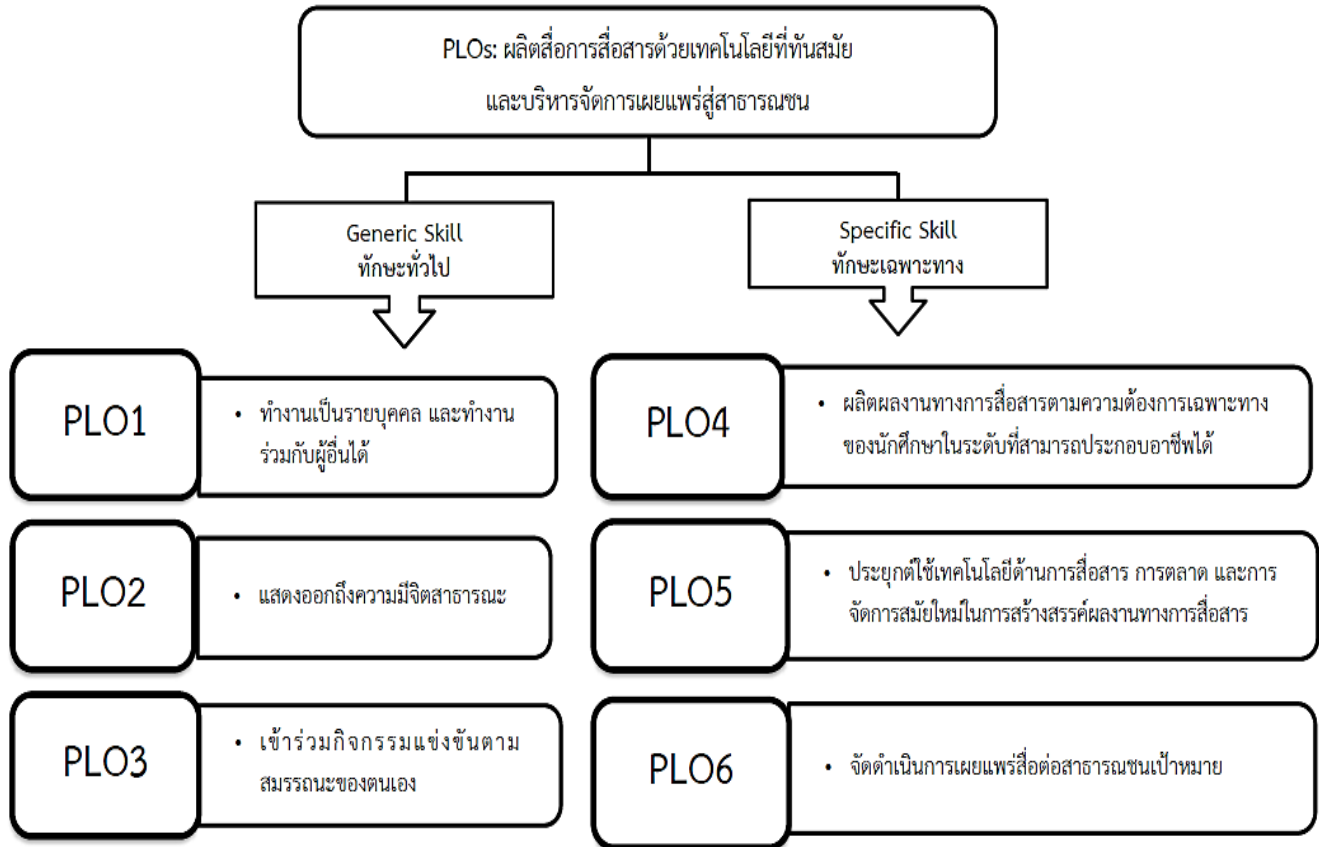 PLOs: ผลิตสื่อการสื่อสารด้วยเทคโนโลยีที่ทันสมัย
และบริหารจัดการเผยแพร่สู่สาธารณชน
Generic Skill
ทักษะทั่วไป
Specific Skill
ทักษะเฉพาะทาง
PLO1
• ทำงานเป็นรายบุคคล และทำงาน
ร่วมกับผู้อื่นได้
PLO2
• แสดงออกถึงความมีจิตสาธารณะ
PLO3
• เข้าร่วมกิจกรรมแข่งขันตาม
สมรรถนะของตนเอง
PLO4
• ผลิตผลงานทางการสื่อสารตามความต้องการเฉพาะทาง
ของนักศึกษาในระดับที่สามารถประกอบอาชีพได้
PLO5
• ประยุกต์ใช้เทคโนโลยีด้านการสื่อสาร การตลาด และการ
จัดการสมัยใหม่ในการสร้างสรรค์ผลงานทางการสื่อสาร
PLO6
• จัดดำเนินการเผยแพร่สื่อต่อสาธารณชนเป้าหมาย